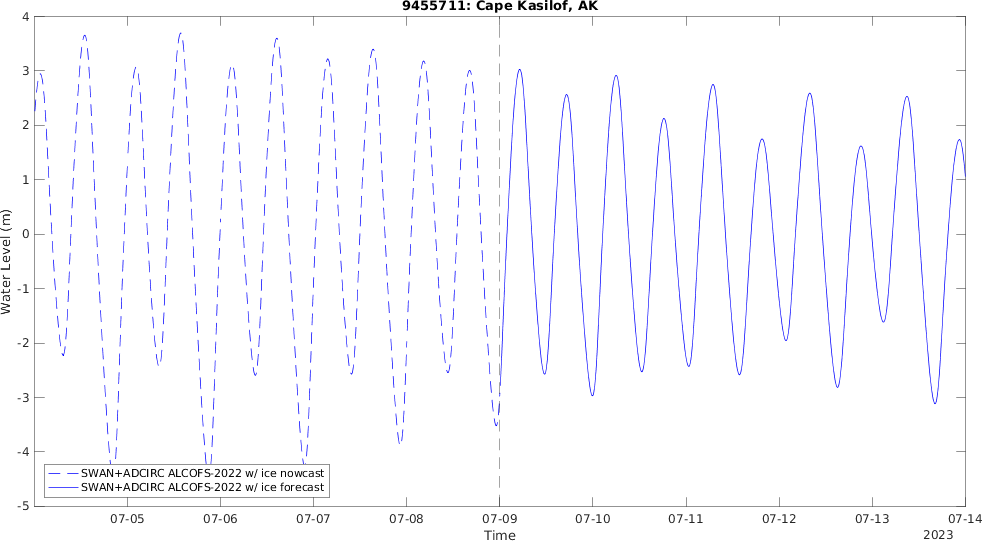 9455711: Cape Kasilof, AK
4
3
2
1
0
-1
-2
-3
-4
-5
Water Level (m)
SWAN+ADCIRC ALCOFS-2022 w/ ice nowcast
SWAN+ADCIRC ALCOFS-2022 w/ ice forecast
07-05 07-06 07-07 07-08 07-09 07-10 07-11 07-12 07-13 07-14
Time
2023